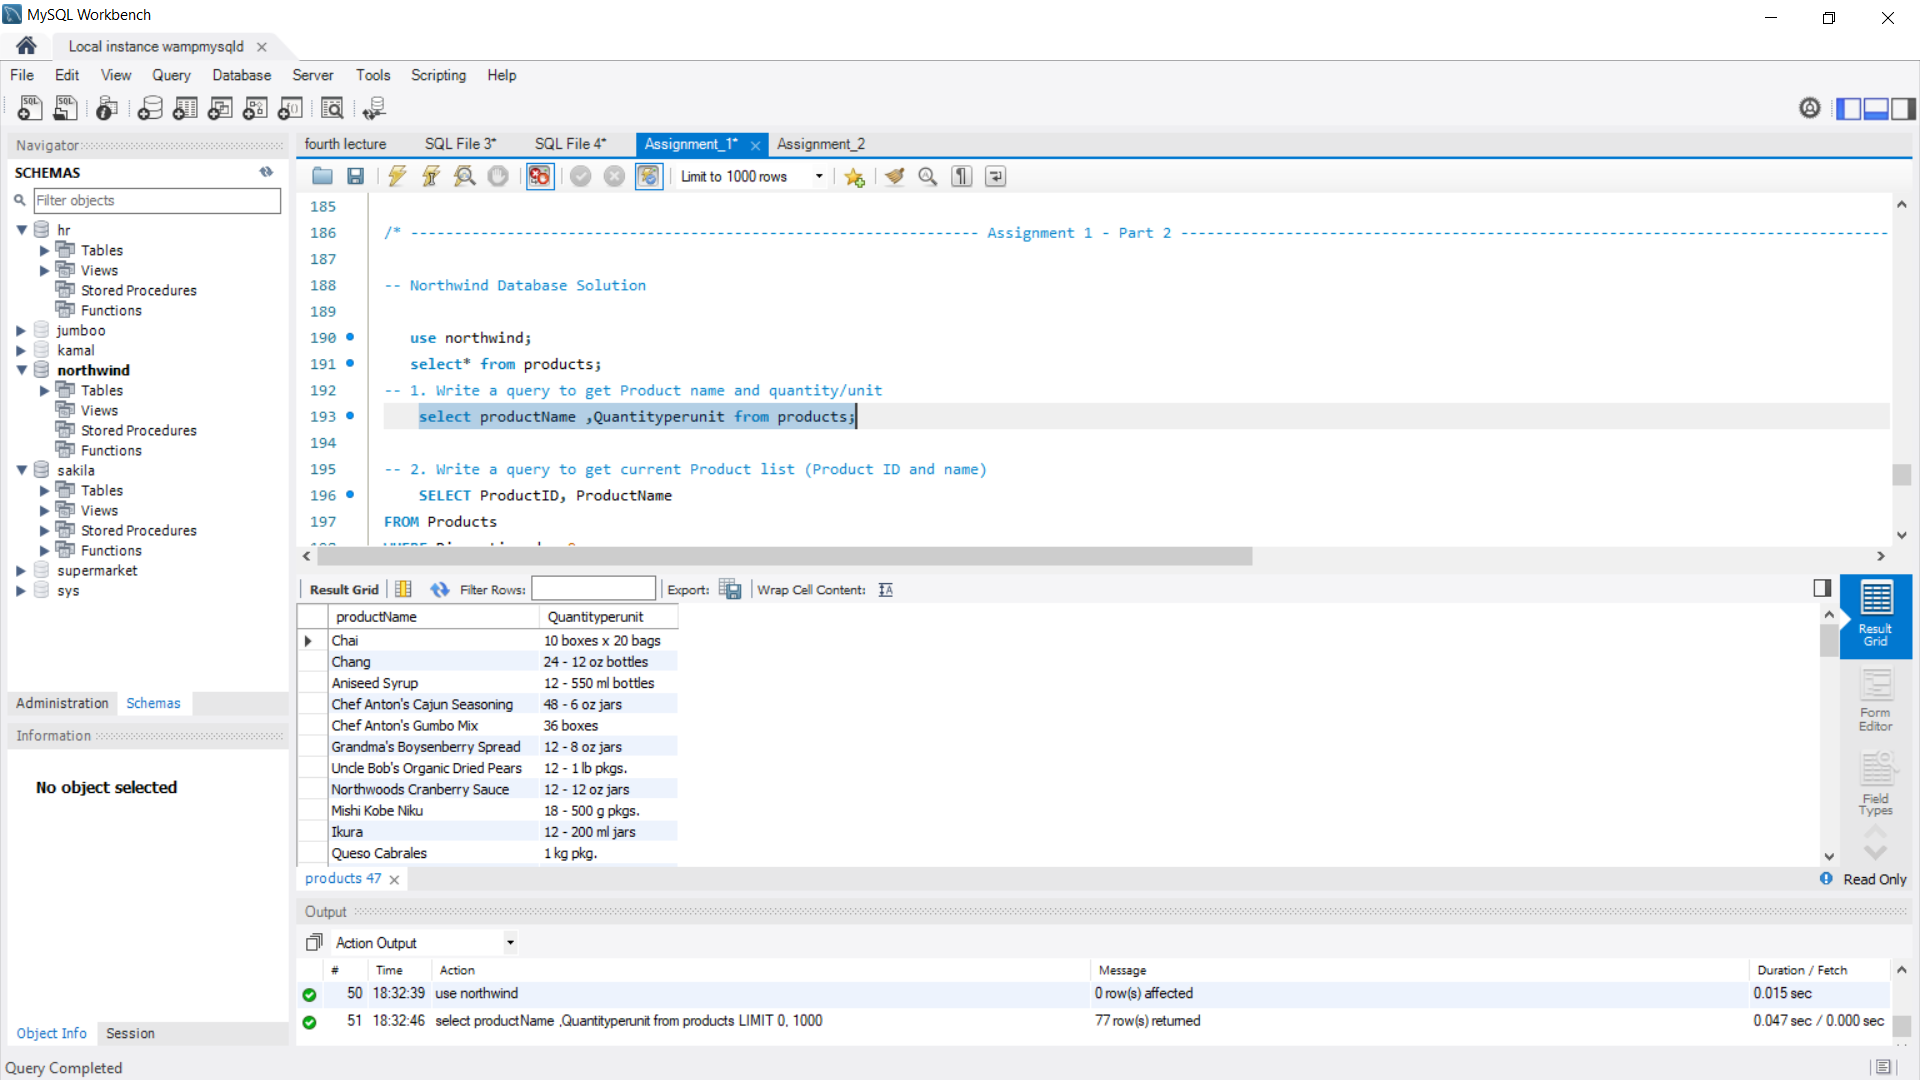 MySQL Workbench
Local instance wampmysqld
File Edit View Query Database Server Tools Scripting Help
Navigator
SCHEMAS
Filter objects
hr
Tables
Views
Stored Procedures
Functions
jumboo
kamal
northwind
Tables
Views
Stored Procedures
Functions
sakila
Tables
Views
Stored Procedures
Functions
supermarket
sys
Administration Schemas
Information
No object selected
Object Info Session
fourth lecture SQL File 3* SQL File 4* Assignment_1* Assignment_2
Limit to 1000 rows
185
186 /* ----------------------------------------------------------------- Assignment 1 - Part 2 ---------------------------------------------------------------------------------
187
188 -- Northwind Database Solution
189
190 use northwind;
191 select* from products;
192 -- 1. Write a query to get Product name and quantity/unit
193 select productName ,Quantityperunit from products;
194
195 -- 2. Write a query to get current Product list (Product ID and name)
196 SELECT ProductID, ProductName
197 FROM Products
Result Grid Filter Rows: Export: Wrap Cell Content:
productName Quantityperunit
Chai 10 boxes x 20 bags
Chang 24 - 12 oz bottles
Aniseed Syrup 12 - 550 ml bottles
Chef Anton's Cajun Seasoning 48 - 6 oz jars
Chef Anton's Gumbo Mix 36 boxes
Grandma's Boysenberry Spread 12 - 8 oz jars
Uncle Bob's Organic Dried Pears 12 - 1 lb pkgs.
Northwoods Cranberry Sauce 12 - 12 oz jars
Mishi Kobe Niku 18 - 500 g pkgs.
Ikura 12 - 200 ml jars
Queso Cabrales 1 kg pkg.
Result
Grid
Form
Editor
Field
Types
products 47
Read Only
Output
Action Output
# Time Action Message Duration / Fetch
50 18:32:39 use northwind 0 row(s) affected 0.015 sec
51 18:32:46 select productName ,Quantityperunit from products LIMIT 0, 1000 77 row(s) returned 0.047 sec / 0.000 sec
Query Completed